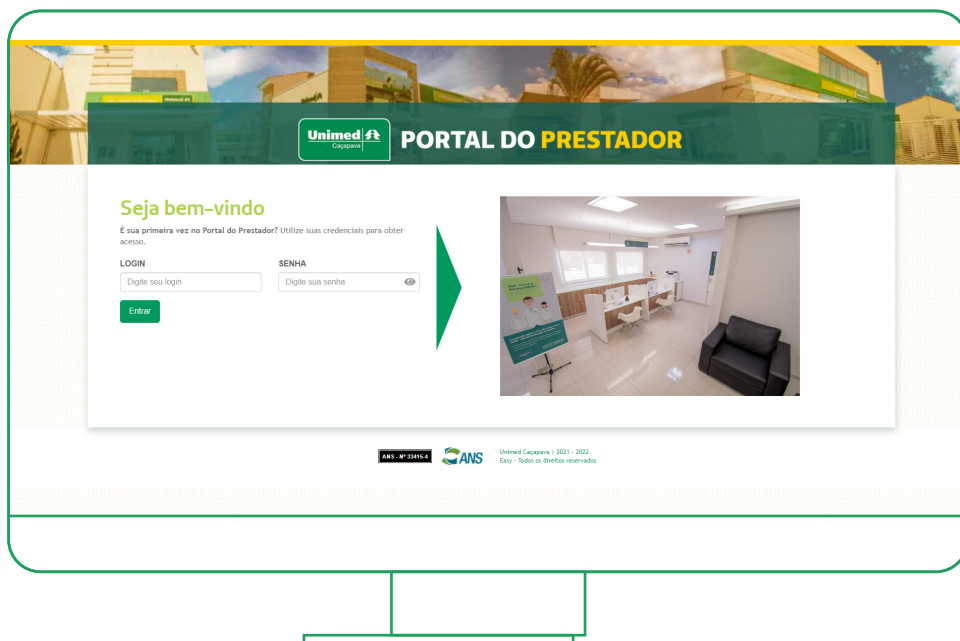 Unimed
Caçapava
PORTAL DO PRESTADOR
Seja bem-vindo
É sua primeira vez no Portal do Prestador? Utilize suas credenciais para obter
acesso.
LOGIN
SENHA
Digite seu login
Digite sua senha
Entrar
ANS - Nº 33415-4
ANS
Unimed Caçapava | 2021 - 2022
Easy - Todos os direitos reservados